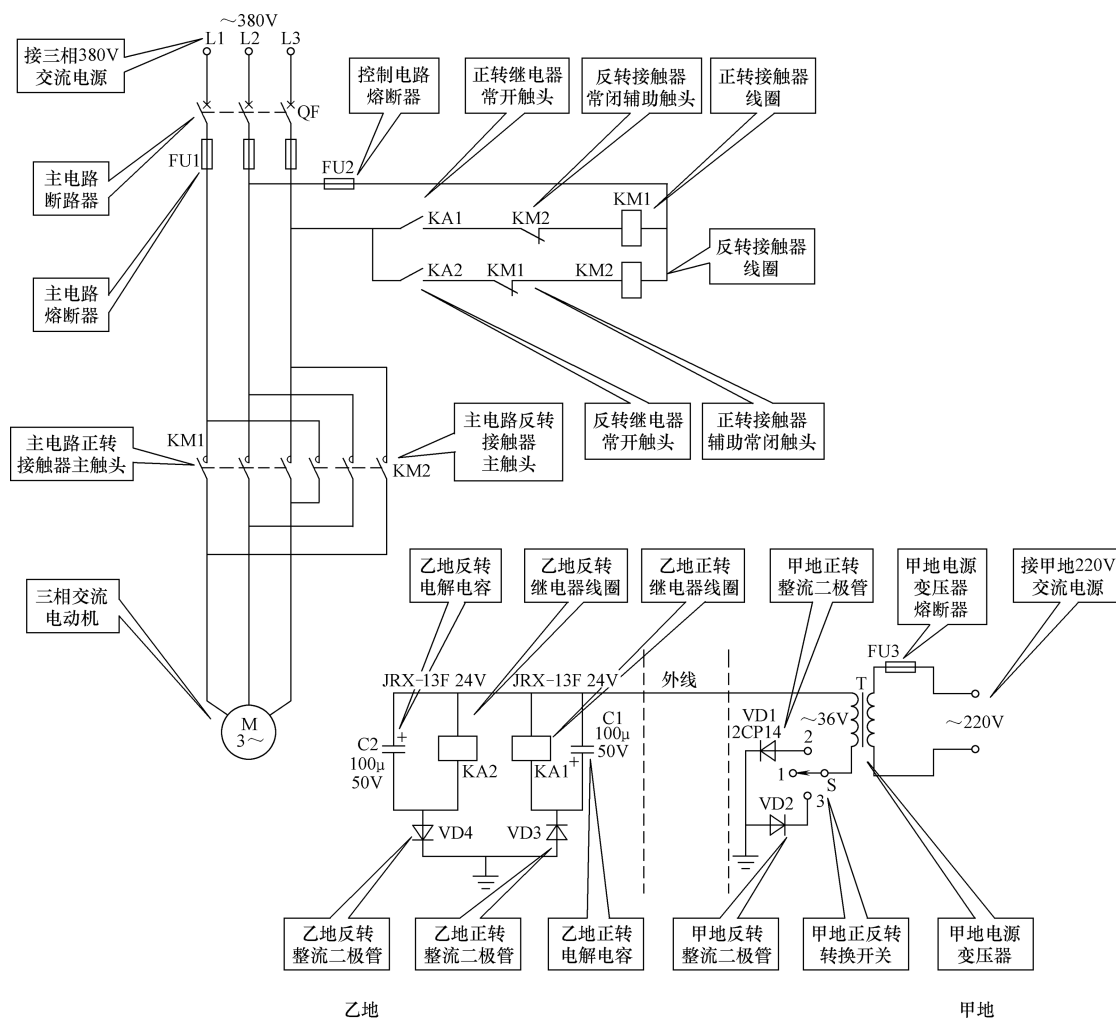 ～380V
L1 L2 L3
接三相380V
交流电源
控制电路
熔断器
正转继电器
常开触头
反转接触器
常闭辅助触头
正转接触器
线圈
QF
FU1
FU2
主电路
断路器
KA1
KM2
KM1
反转接触器
线圈
KA2
KM1
KM2
主电路
熔断器
主电路正转
接触器主触头
KM1
主电路反转
接触器
主触头
KM2
反转继电器
常开触头
正转接触器
辅助常闭触头
三相交流
电动机
乙地反转
电解电容
乙地反转
继电器线圈
乙地正转
继电器线圈
甲地正转
整流二极管
甲地电源
变压器
熔断器
接甲地220V
交流电源
FU3
JRX-13F 24V
JRX-13F 24V
外线
T
M
3～
C2
100μ
50V
+
KA2
KA1
+
C1
100μ
50V
VD1
2CP14
～36V
～220V
2
1
S
3
VD2
VD4
VD3
乙地反转
整流二极管
乙地正转
整流二极管
乙地正转
电解电容
甲地反转
整流二极管
甲地正反转
转换开关
甲地电源
变压器
乙地
甲地